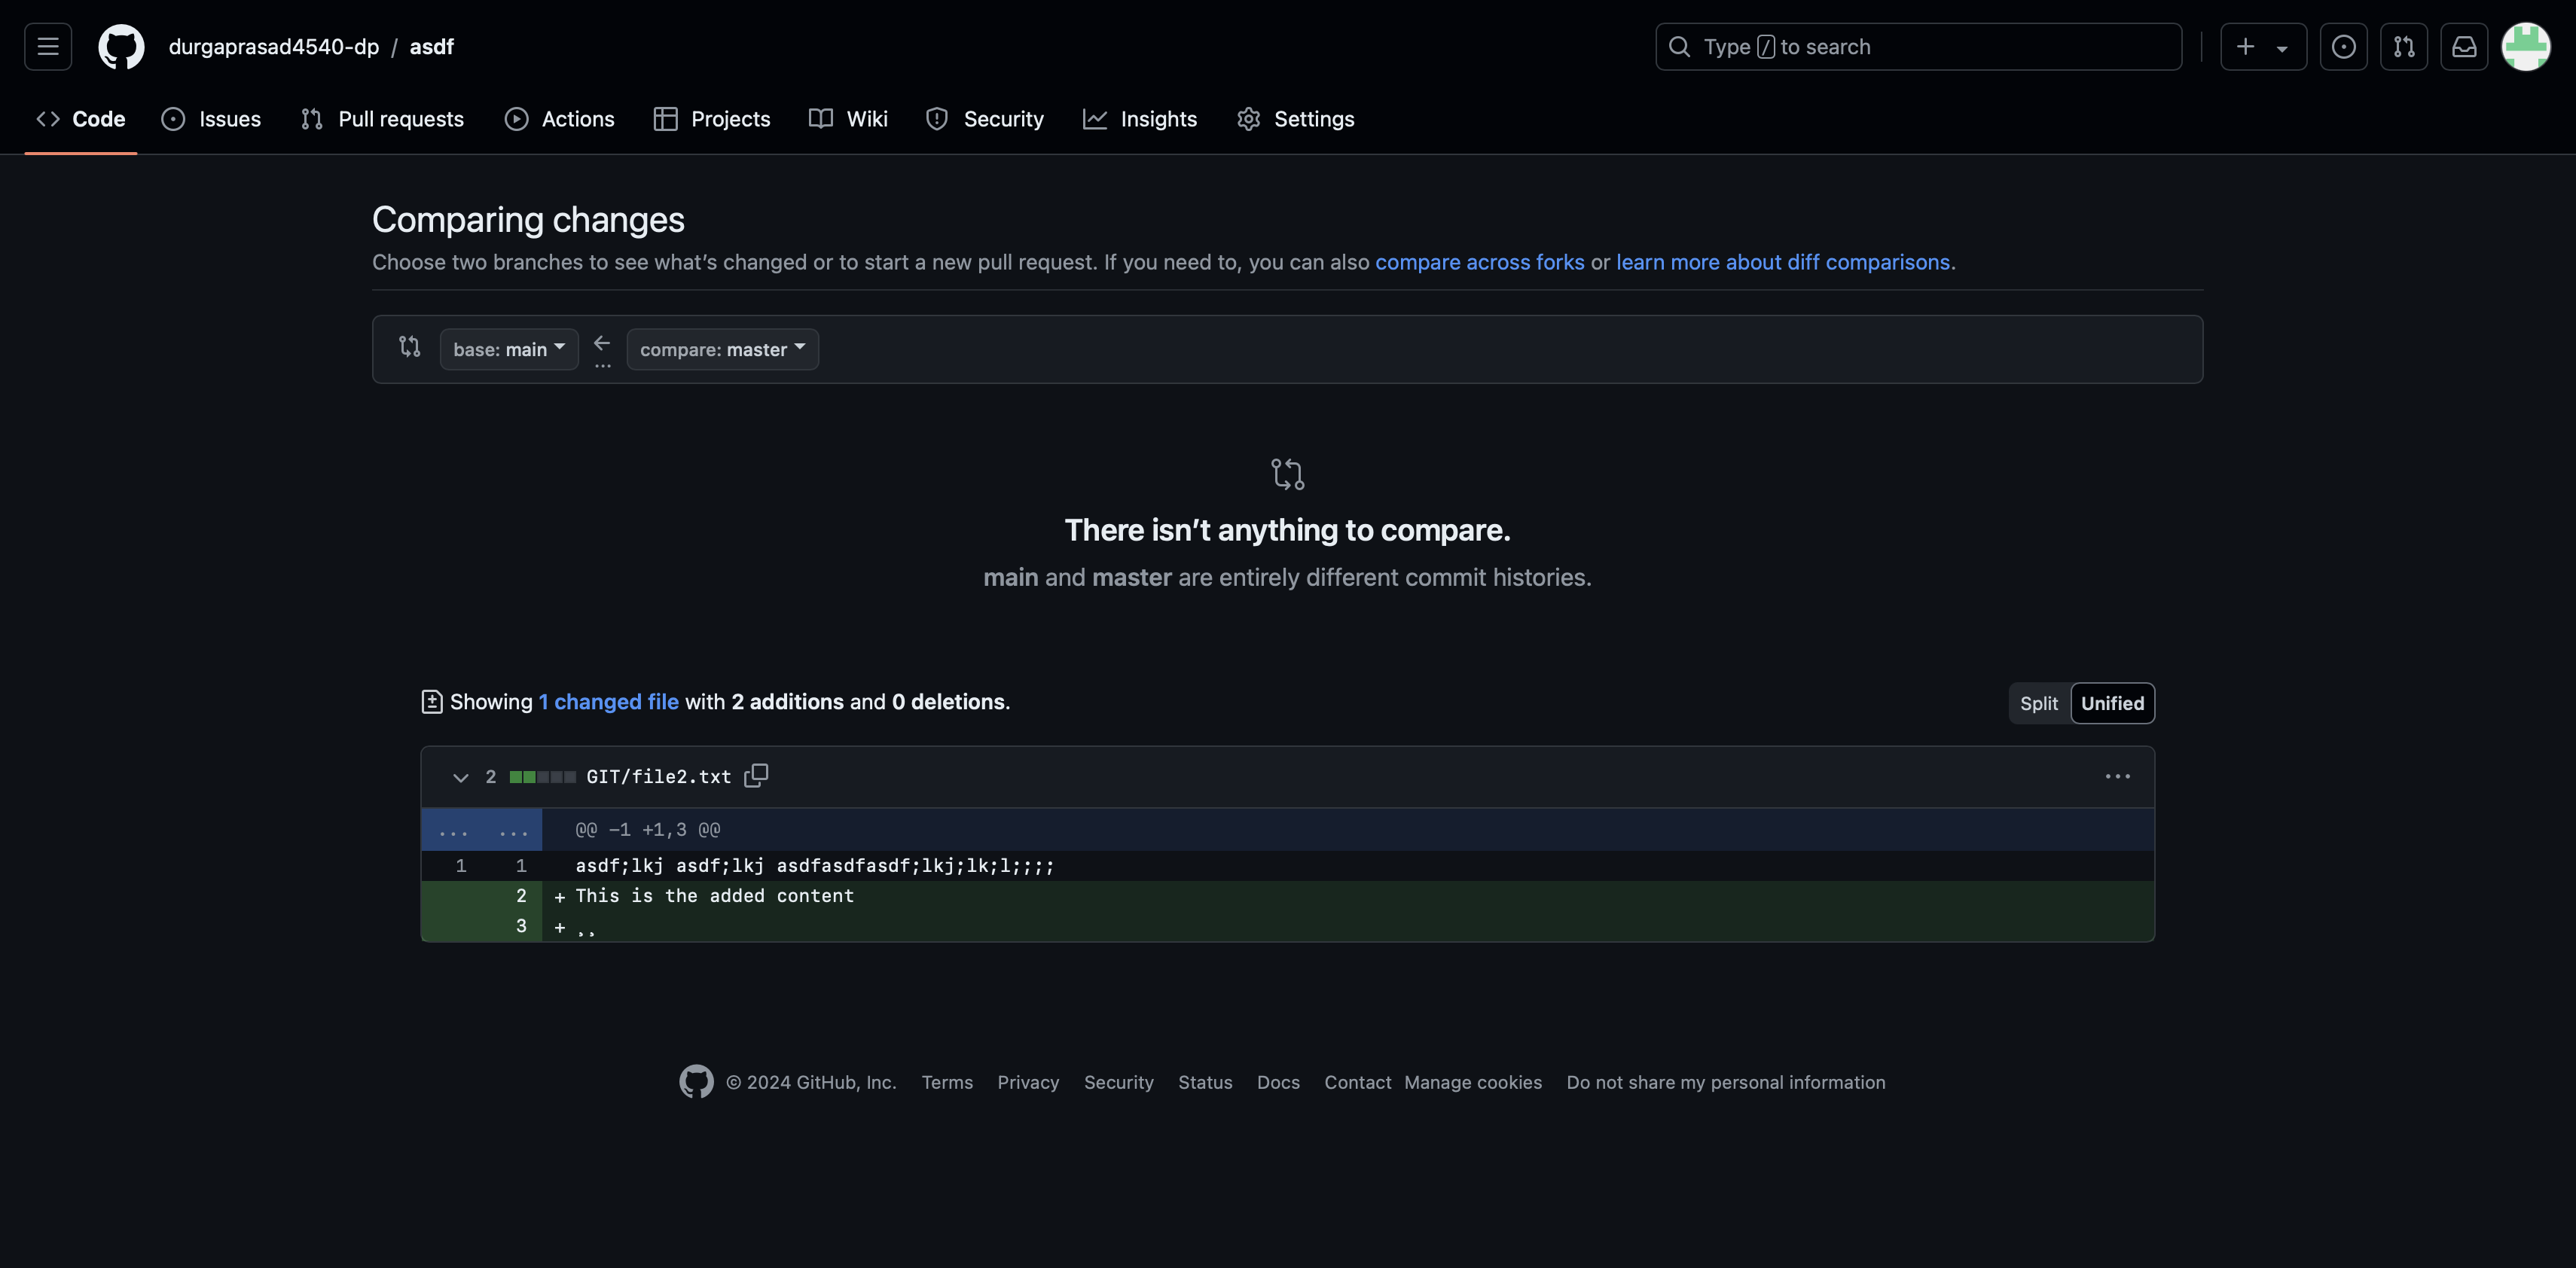 durgaprasad4540-dp / asdf
Type / to search
Code Issues Pull requests Actions Projects Wiki Security Insights Settings
Comparing changes
Choose two branches to see what’s changed or to start a new pull request. If you need to, you can also compare across forks or learn more about diff comparisons.
base: main compare: master
...
There isn’t anything to compare.
main and master are entirely different commit histories.
Showing 1 changed file with 2 additions and 0 deletions.
Split Unified
2 GIT/file2.txt
... ... @@ -1 +1,3 @@
1 1 asdf;lkj asdf;lkj asdfasdfasdf;lkj;lk;l;;;;
2 + This is the added content
3 + ¸¸
© 2024 GitHub, Inc. Terms Privacy Security Status Docs Contact Manage cookies Do not share my personal information